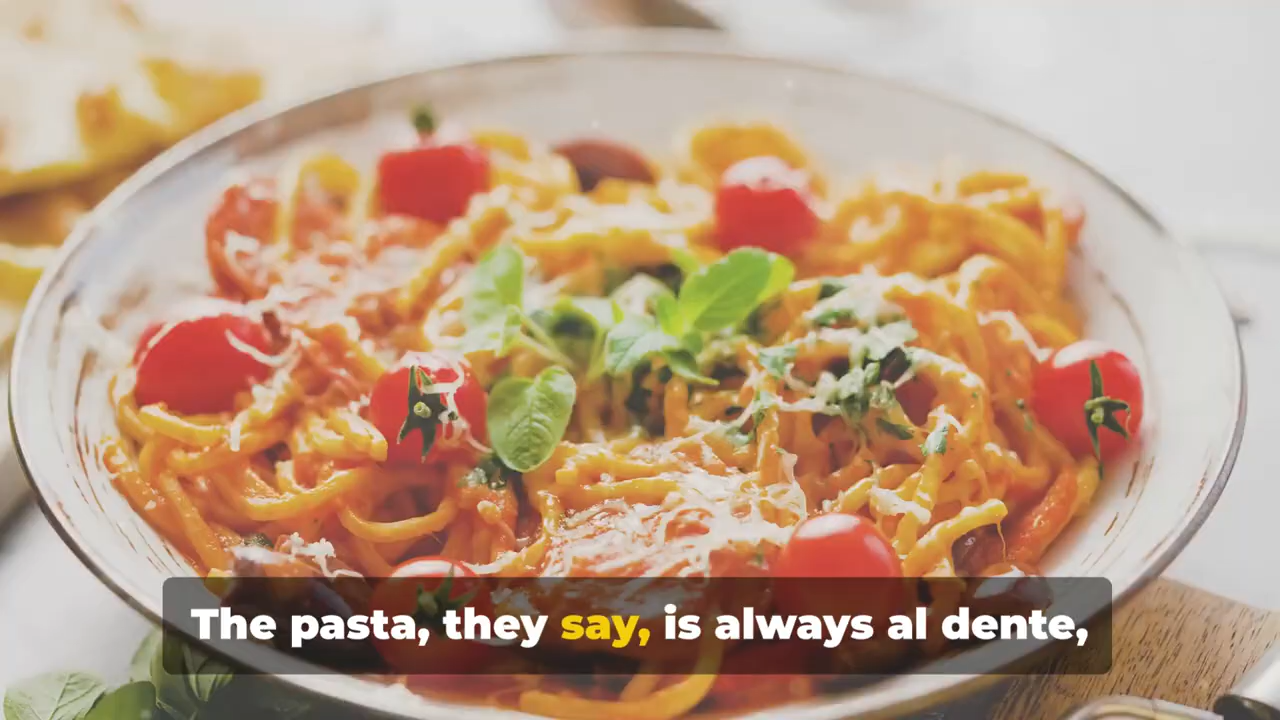 The pasta, they say, is always al dente,